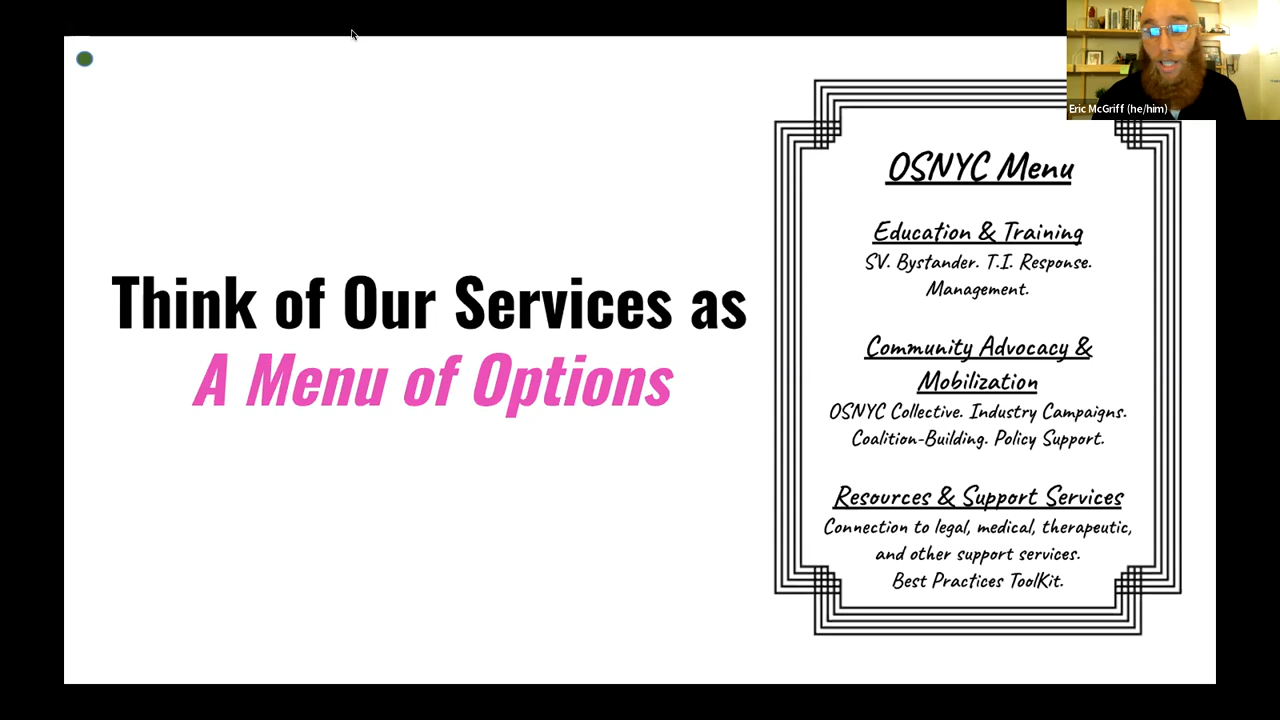 Eric McGriff (he/him)
Think of Our Services as
A Menu of Options
OSNYC Menu
Education & Training
SV. Bystander. T.I. Response.
Management.
Community Advocacy &
Mobilization
OSNYC Collective. Industry Campaigns.
Coalition-Building. Policy Support.
Resources & Support Services
Connection to legal, medical, therapeutic,
and other support services.
Best Practices ToolKit.